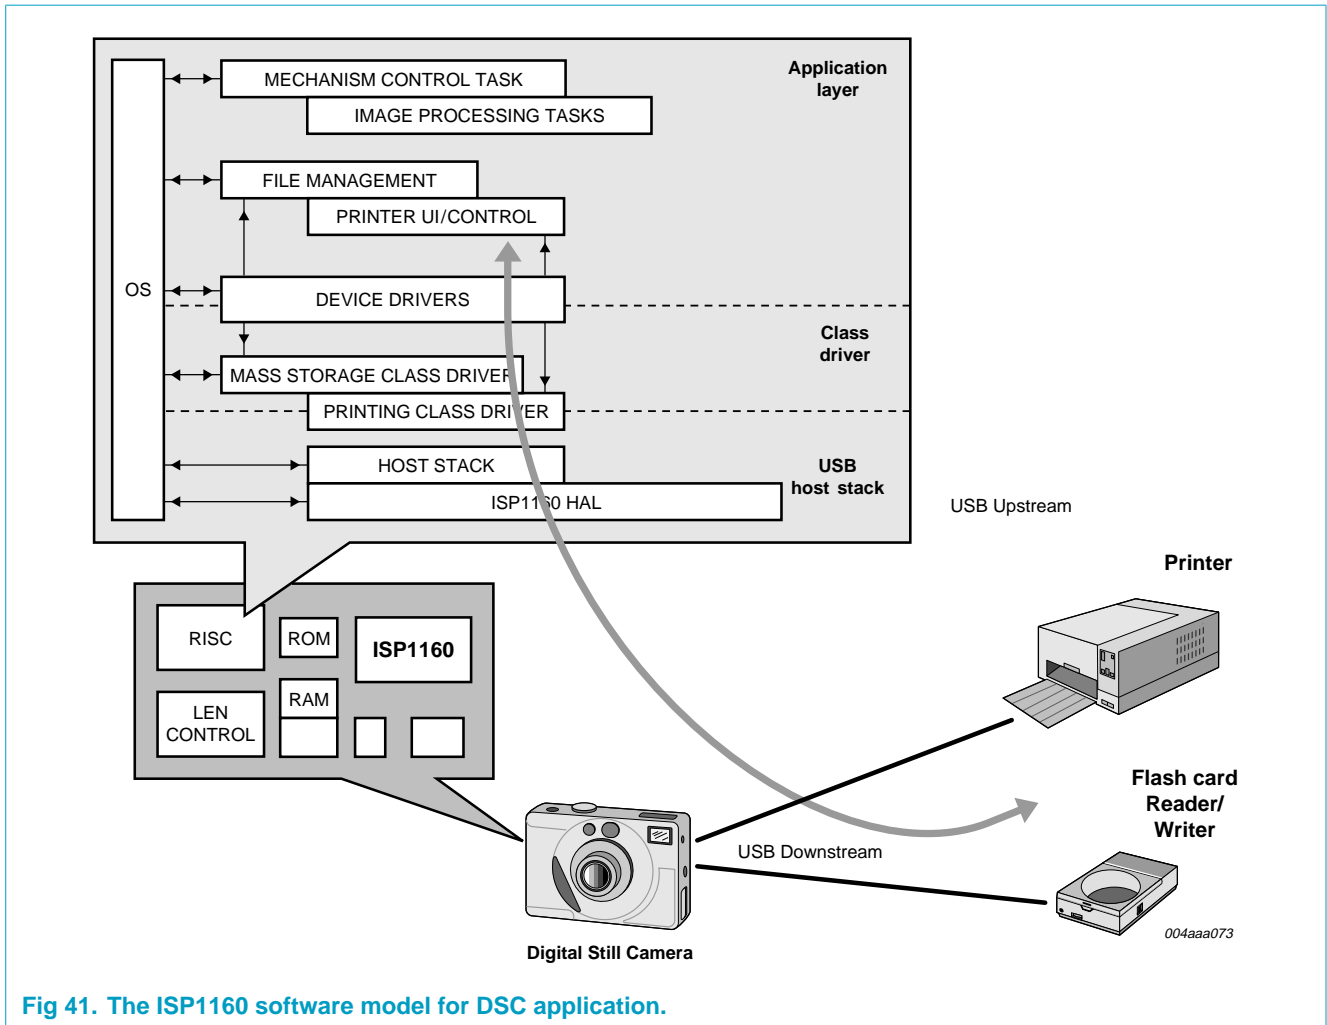 MECHANISM CONTROL TASK
IMAGE PROCESSING TASKS
Application
layer
FILE MANAGEMENT
PRINTER UI/CONTROL
OS
DEVICE DRIVERS
Class
driver
MASS STORAGE CLASS DRIVER
PRINTING CLASS DRIVER
HOST STACK
ISP1160 HAL
USB
host stack
USB Upstream
Printer
RISC
ROM
ISP1160
LEN
CONTROL
RAM
Flash card
Reader/
Writer
USB Downstream
004aaa073
Digital Still Camera
Fig 41. The ISP1160 software model for DSC application.